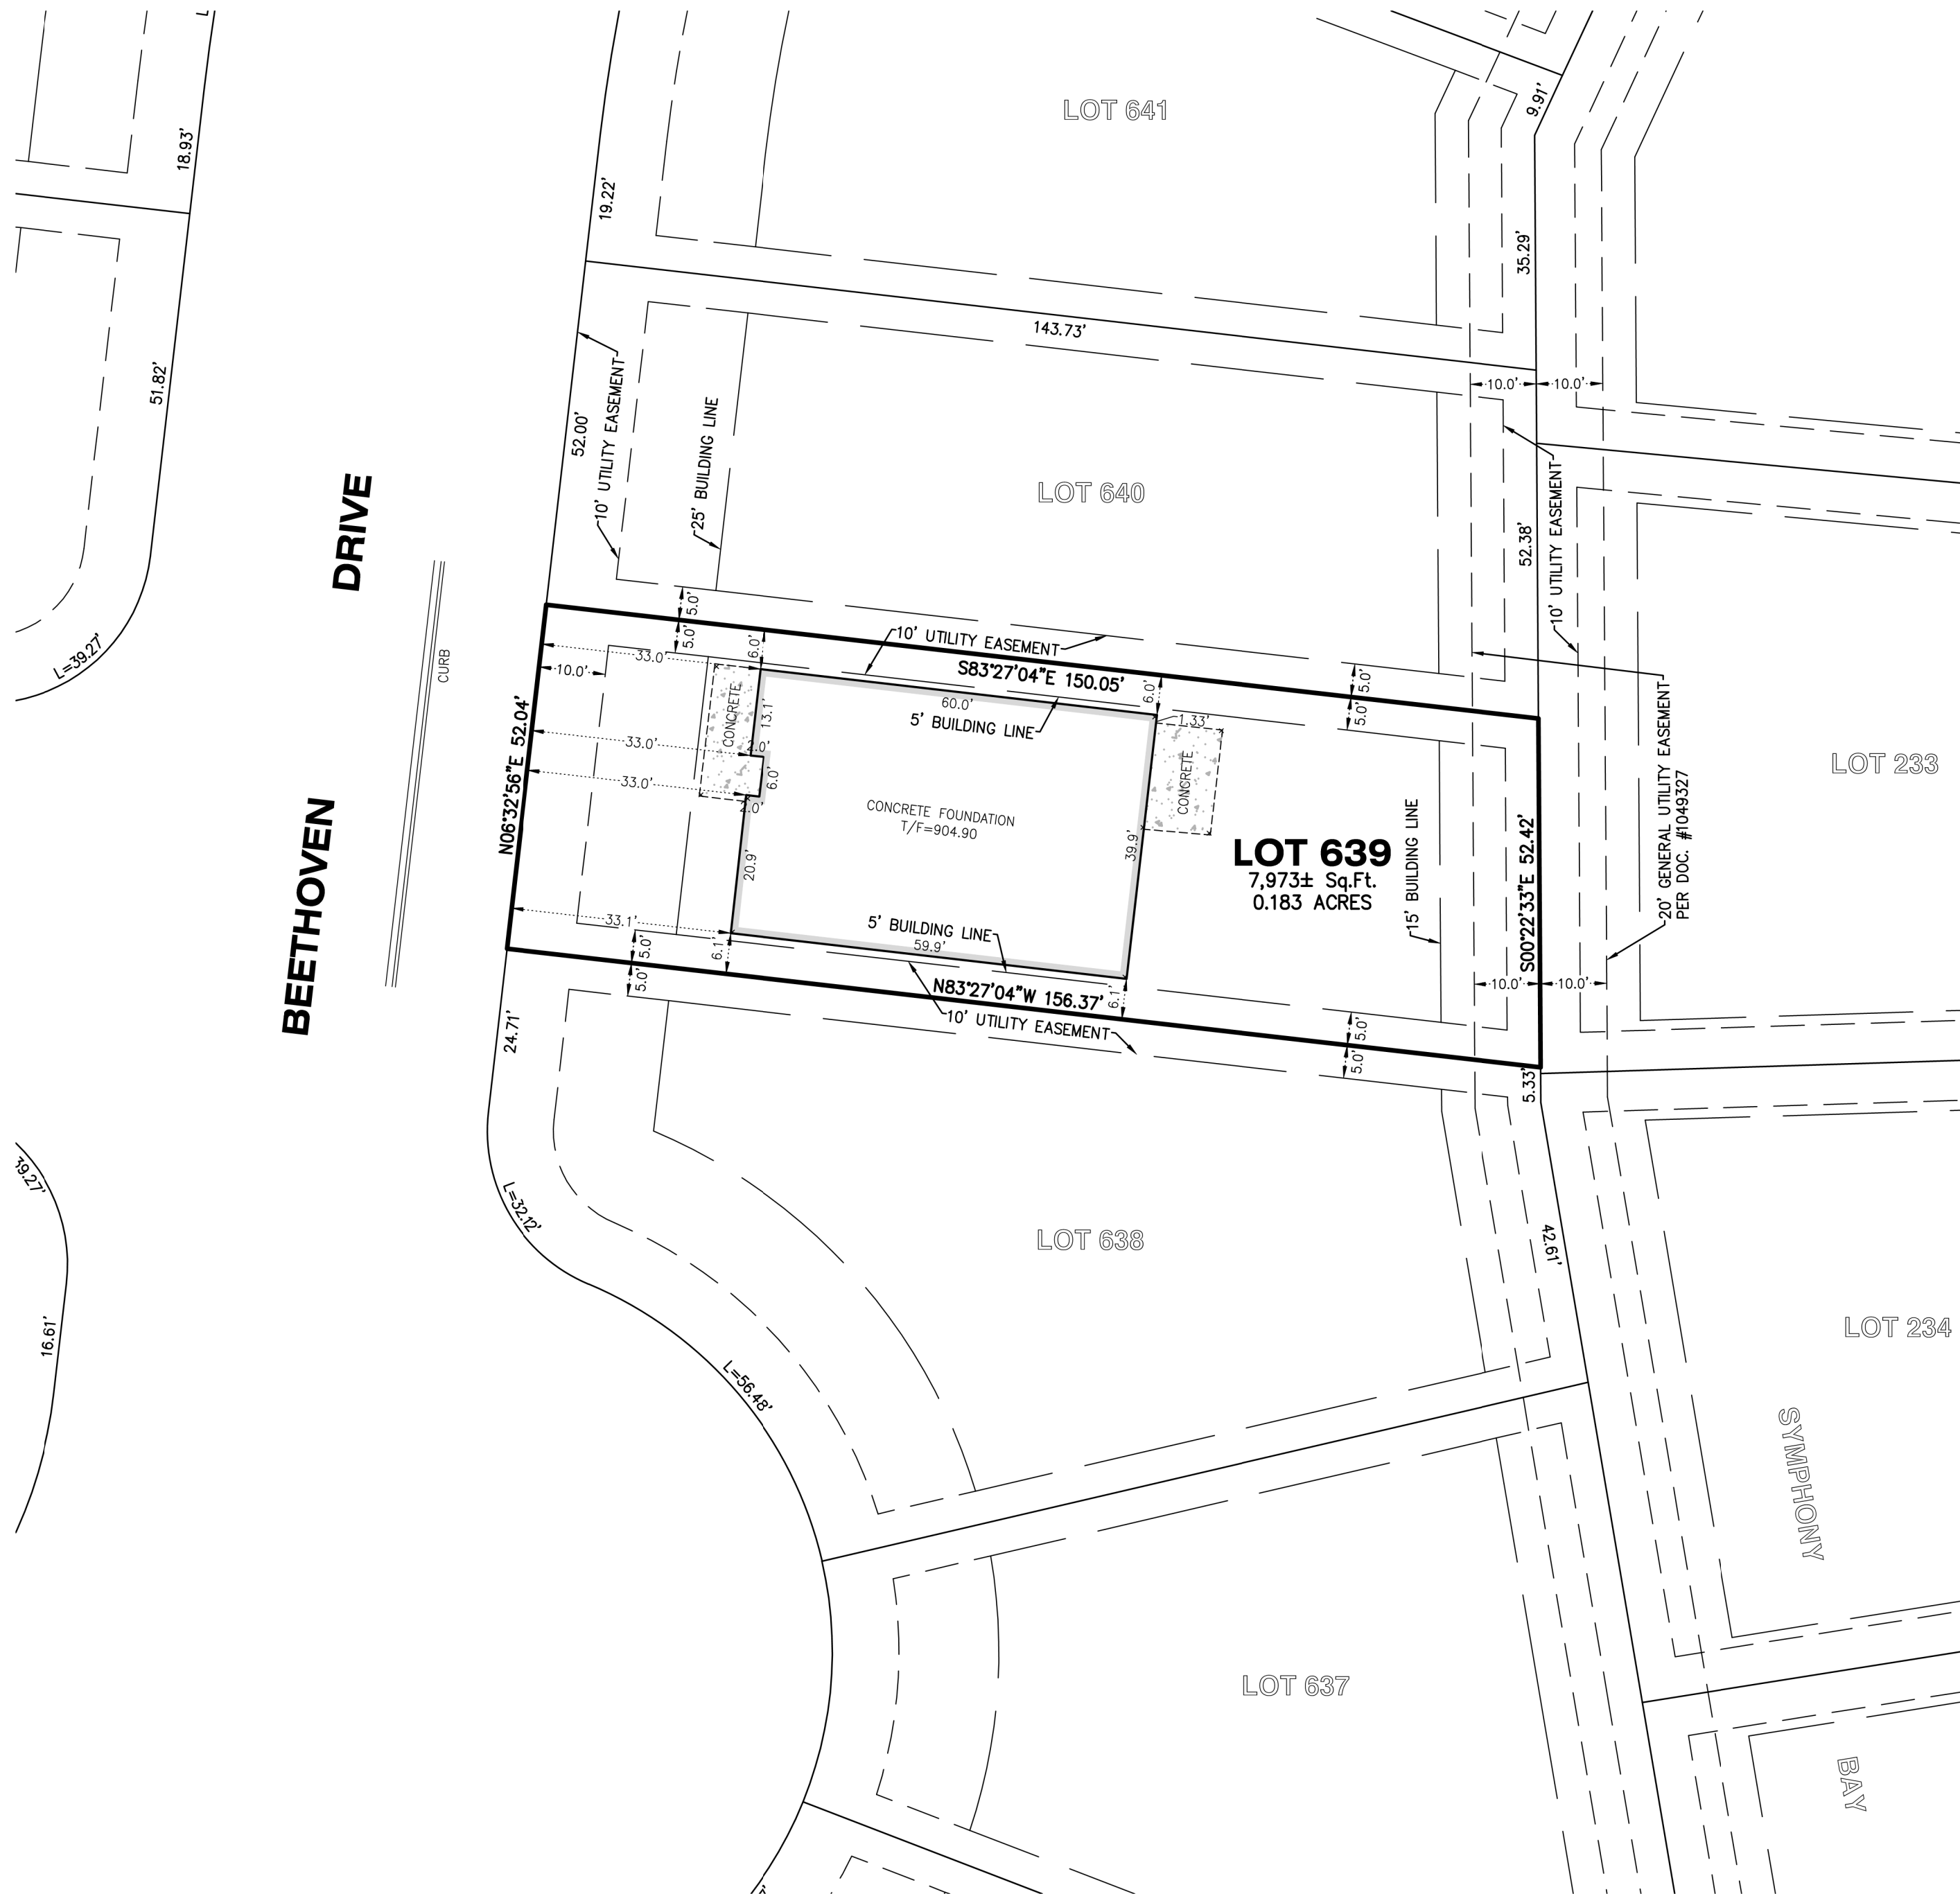 18.93'
51.82'
L=39.27'
39.27'
16.61'
BEETHOVEN DRIVE
CURB
LOT 641
19.22'
9.91'
35.29'
143.73'
10.0'
10.0'
52.00'
10' UTILITY EASEMENT
25' BUILDING LINE
LOT 640
52.38'
10' UTILITY EASEMENT
5.0'
5.0'
6.0'
10' UTILITY EASEMENT
S83°27'04"E 150.05'
5.0'
5.0'
33.0'
10.0'
60.0'
5' BUILDING LINE
6.0'
1.33'
CONCRETE
13.1'
2.0'
33.0'
6.0'
33.0'
2.0'
N06°32'56"E 52.04'
CONCRETE FOUNDATION
T/F=904.90
CONCRETE
39.9'
20.9'
LOT 639
7,973± Sq.Ft.
0.183 ACRES
15' BUILDING LINE
S00°22'33"E 52.42'
20' GENERAL UTILITY EASEMENT
PER DOC. #1049327
LOT 233
33.1'
5' BUILDING LINE
59.9'
5.0'
5.0'
6.1'
N83°27'04"W 156.37'
6.1'
10' UTILITY EASEMENT
10.0'
10.0'
5.0'
5.0'
5.33'
24.71'
L=32.12'
LOT 638
42.61'
LOT 234
L=56.48'
SYMPHONY
BAY
LOT 637